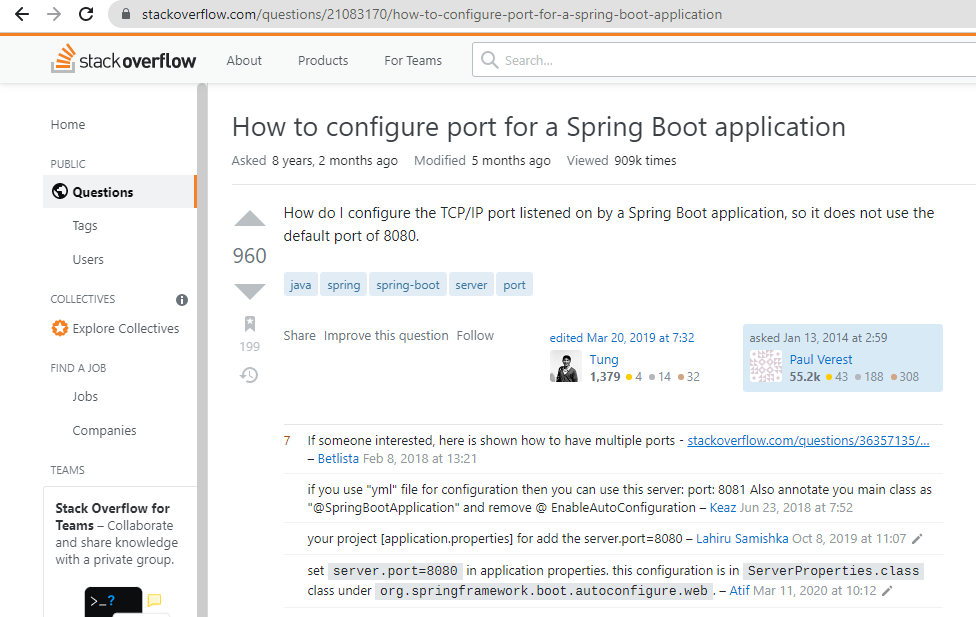 stackoverflow.com/questions/21083170/how-to-configure-port-for-a-spring-boot-application
stackoverflow
About
Products
For Teams
Search...
Home
PUBLIC
Questions
Tags
Users
COLLECTIVES
Explore Collectives
FIND A JOB
Jobs
Companies
TEAMS
Stack Overflow for
Teams – Collaborate
and share knowledge
with a private group.
>_?
How to configure port for a Spring Boot application
Asked 8 years, 2 months ago Modified 5 months ago Viewed 909k times
960
199
How do I configure the TCP/IP port listened on by a Spring Boot application, so it does not use the
default port of 8080.
java spring spring-boot server port
Share Improve this question Follow
edited Mar 20, 2019 at 7:32
Tung
1,379 4 14 32
asked Jan 13, 2014 at 2:59
Paul Verest
55.2k 43 188 308
7 If someone interested, here is shown how to have multiple ports - stackoverflow.com/questions/36357135/…
– Betlista Feb 8, 2018 at 13:21
if you use "yml" file for configuration then you can use this server: port: 8081 Also annotate you main class as
"@SpringBootApplication" and remove @ EnableAutoConfiguration – Keaz Jun 23, 2018 at 7:52
your project [application.properties] for add the server.port=8080 – Lahiru Samishka Oct 8, 2019 at 11:07
set server.port=8080 in application properties. this configuration is in ServerProperties.class
class under org.springframework.boot.autoconfigure.web. – Atif Mar 11, 2020 at 10:12